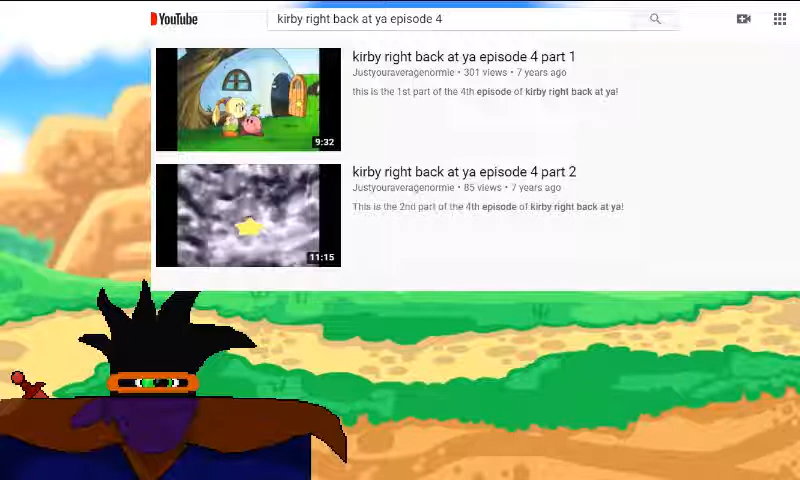 YouTube
kirby right back at ya episode 4
kirby right back at ya episode 4 part 1
Justyouraveragenormie • 301 views • 7 years ago
this is the 1st part of the 4th episode of kirby right back at ya!
9:32
kirby right back at ya episode 4 part 2
Justyouraveragenormie • 85 views • 7 years ago
This is the 2nd part of the 4th episode of kirby right back at ya!
11:15